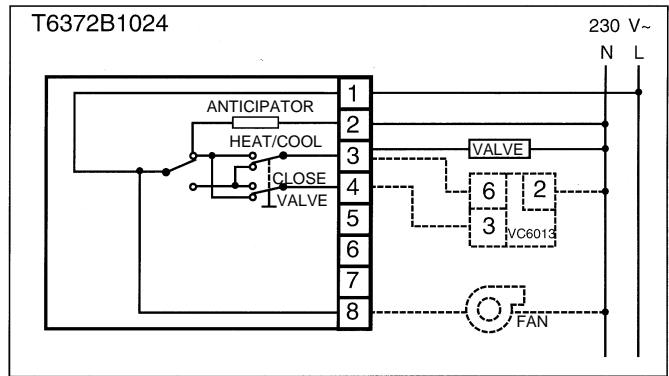 T6372B1024
230 V~
N L
1
ANTICIPATOR
2
HEAT/COOL
3
VALVE
CLOSE
4
VALVE
6 2
5
3
VC6013
6
7
8
FAN